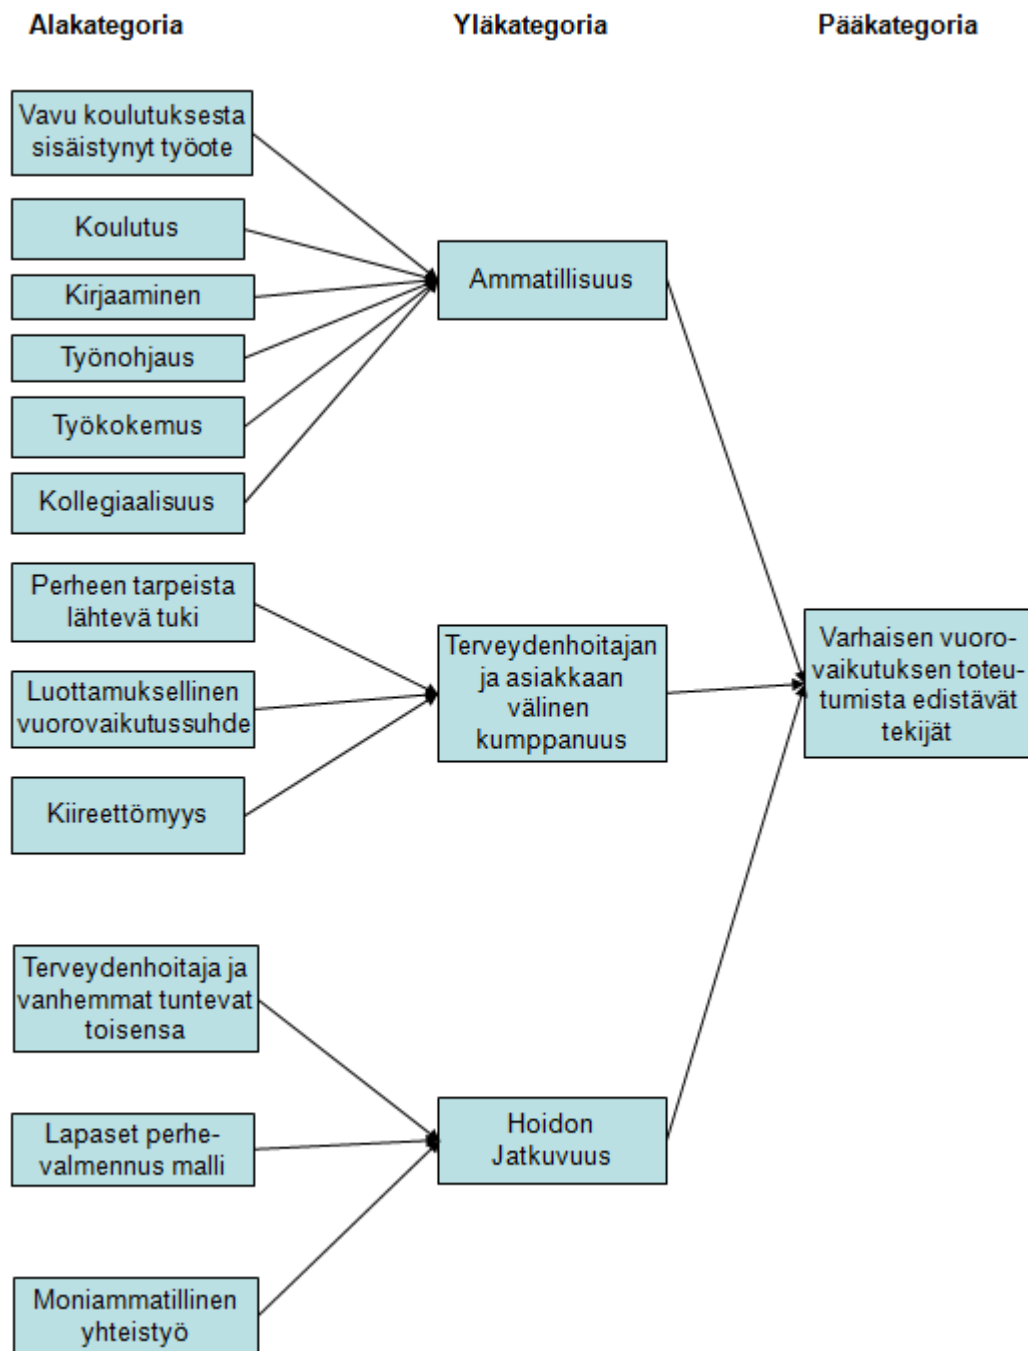 Alakategoria
Yläkategoria
Pääkategoria
Vavu koulutuksesta
sisäistynyt työote
Koulutus
Kirjaaminen
Työnohjaus
Työkokemus
Kollegiaalisuus
Ammatillisuus
Perheen tarpeista
lähtevä tuki
Luottamuksellinen
vuorovaikutussuhde
Kiireettömyys
Terveydenhoitajan
ja asiakkaan
välinen
kumppanuus
Varhaisen vuoro-
vaikutuksen toteu-
tumista edistävät
tekijät
Terveydenhoitaja ja
vanhemmat tuntevat
toisensa
Lapaset perhe-
valmennus malli
Moniammatillinen
yhteistyö
Hoidon
Jatkuvuus